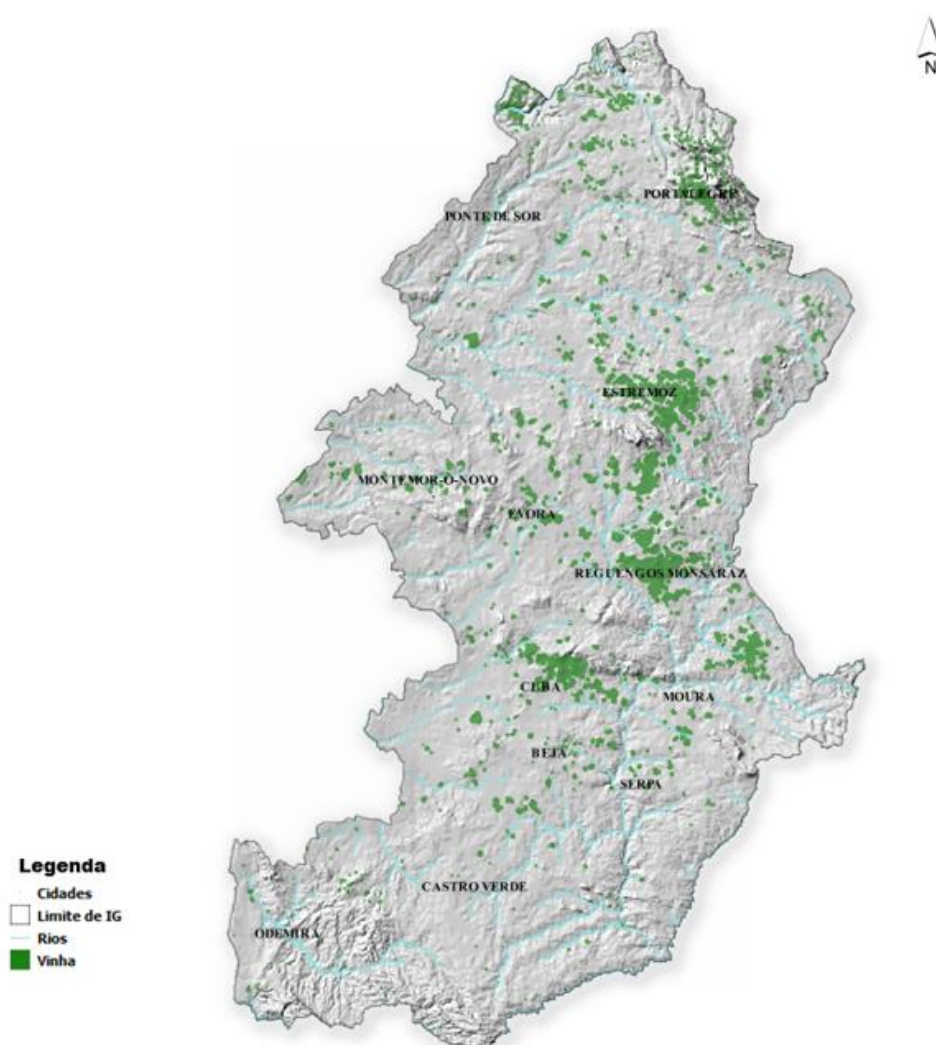 N
PORTALEGRE
PONTE DE SOR
ESTREMOZ
MONTEMOR-O-NOVO
EVORA
REGUENGOS MONSARAZ
CUBA
MOURA
BEJA
SERPA
CASTRO VERDE
ODEMIRA
Legenda
Cidades
Limite de IG
Rios
Vinha